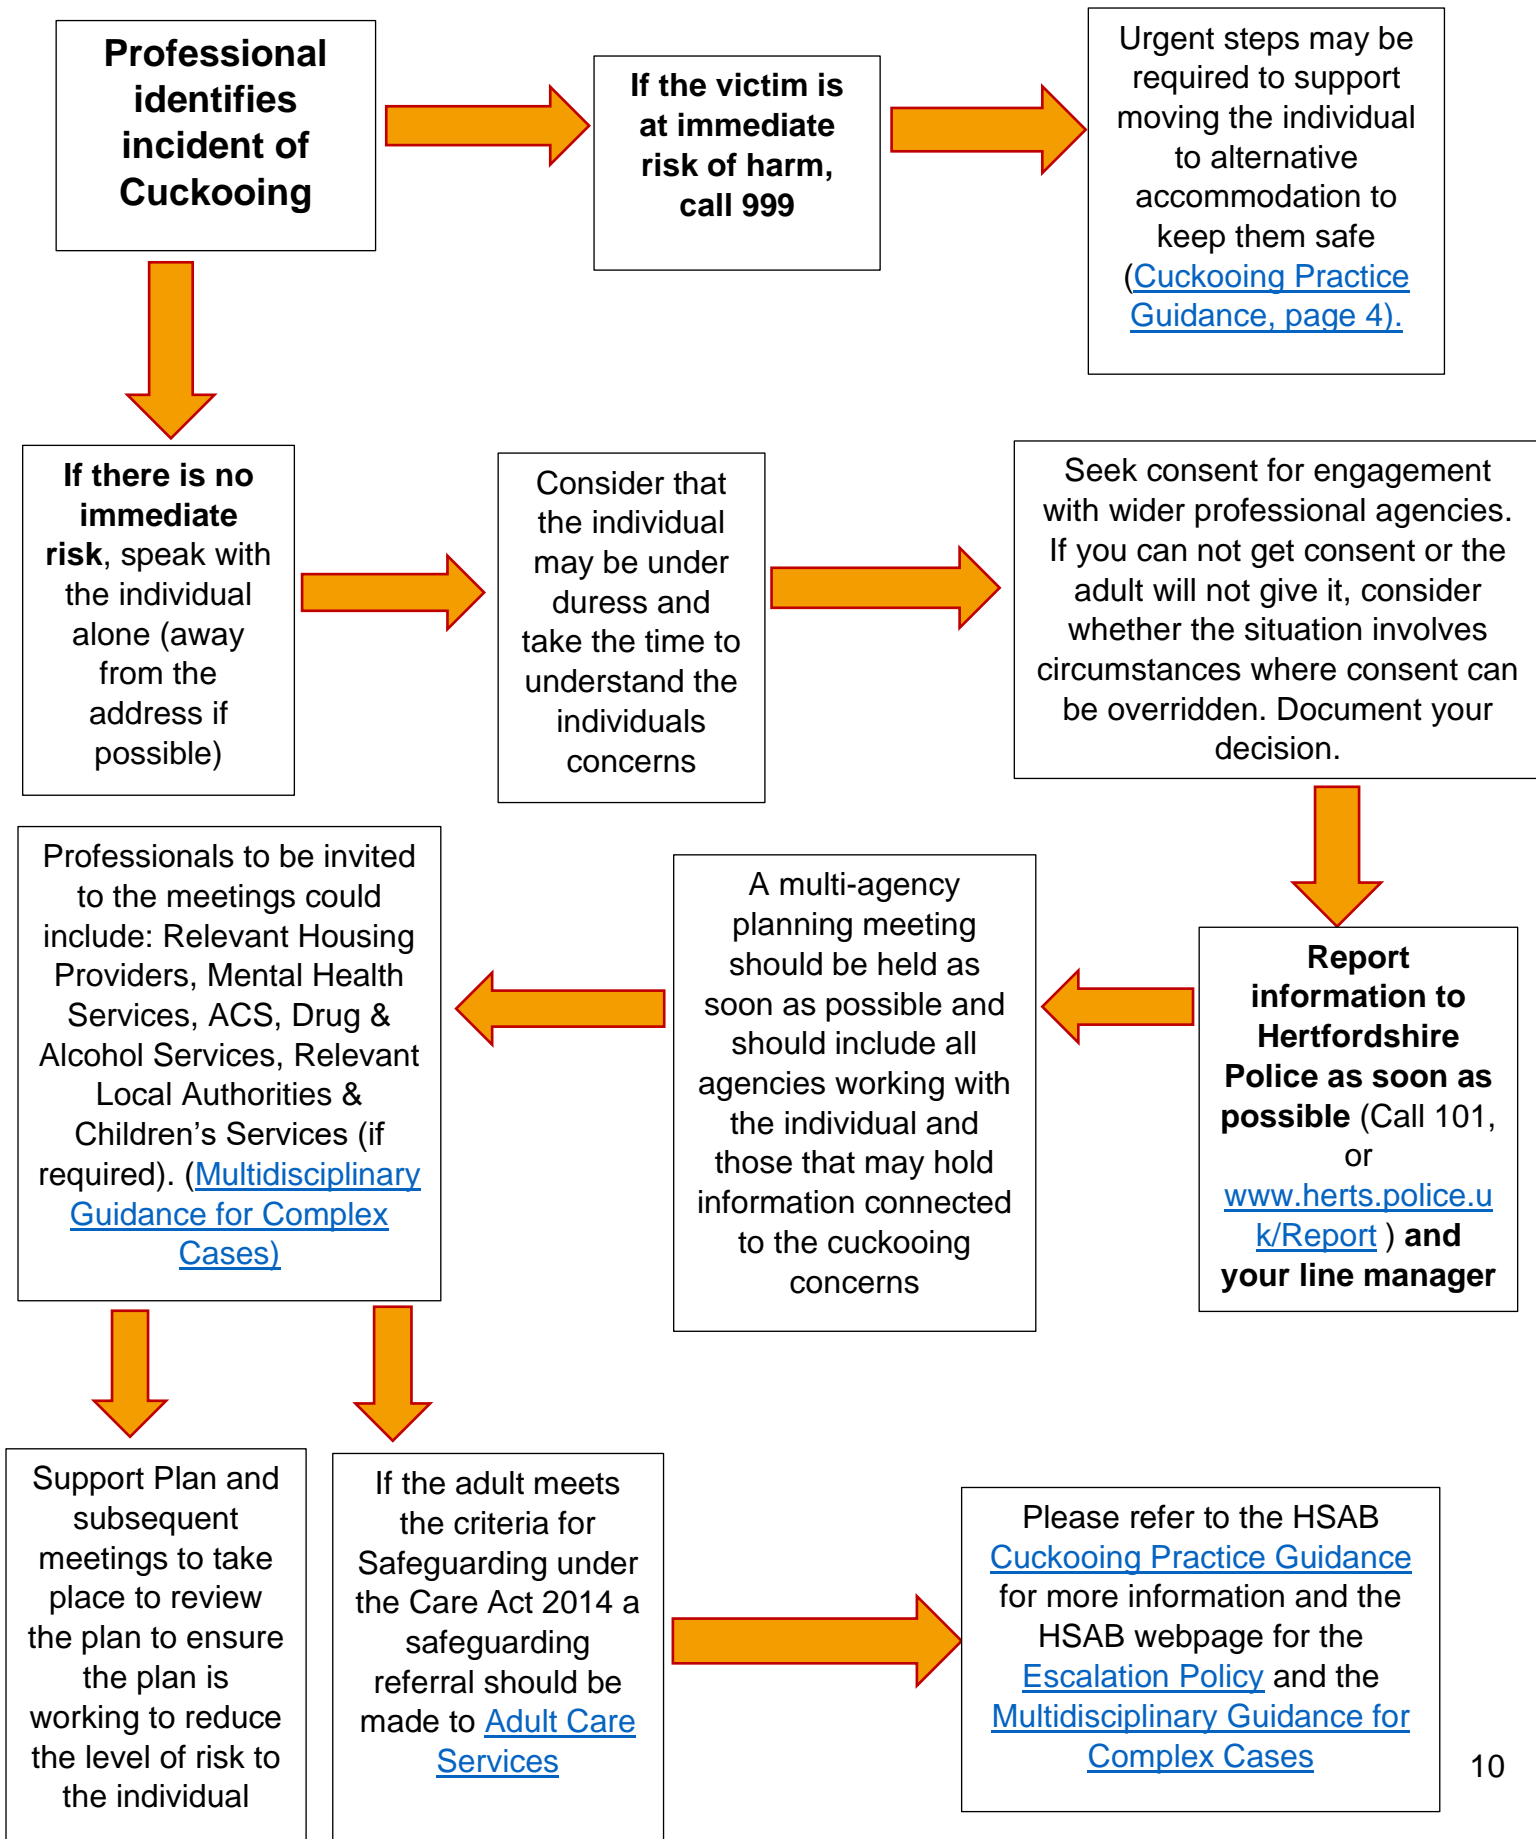 Professional
identifies
incident of
Cuckooing
If the victim is
at immediate
risk of harm,
call 999
Urgent steps may be
required to support
moving the individual
to alternative
accommodation to
keep them safe
(Cuckooing Practice
Guidance, page 4).
If there is no
immediate
risk, speak with
the individual
alone (away
from the
address if
possible)
Consider that
the individual
may be under
duress and
take the time to
understand the
individuals
concerns
Seek consent for engagement
with wider professional agencies.
If you can not get consent or the
adult will not give it, consider
whether the situation involves
circumstances where consent can
be overridden. Document your
decision.
Report
information to
Hertfordshire
Police as soon as
possible (Call 101,
or
www.herts.police.u
k/Report ) and
your line manager
A multi-agency
planning meeting
should be held as
soon as possible and
should include all
agencies working with
the individual and
those that may hold
information connected
to the cuckooing
concerns
Professionals to be invited
to the meetings could
include: Relevant Housing
Providers, Mental Health
Services, ACS, Drug &
Alcohol Services, Relevant
Local Authorities &
Children’s Services (if
required). (Multidisciplinary
Guidance for Complex
Cases)
Support Plan and
subsequent
meetings to take
place to review
the plan to ensure
the plan is
working to reduce
the level of risk to
the individual
If the adult meets
the criteria for
Safeguarding under
the Care Act 2014 a
safeguarding
referral should be
made to Adult Care
Services
Please refer to the HSAB
Cuckooing Practice Guidance
for more information and the
HSAB webpage for the
Escalation Policy and the
Multidisciplinary Guidance for
Complex Cases
10